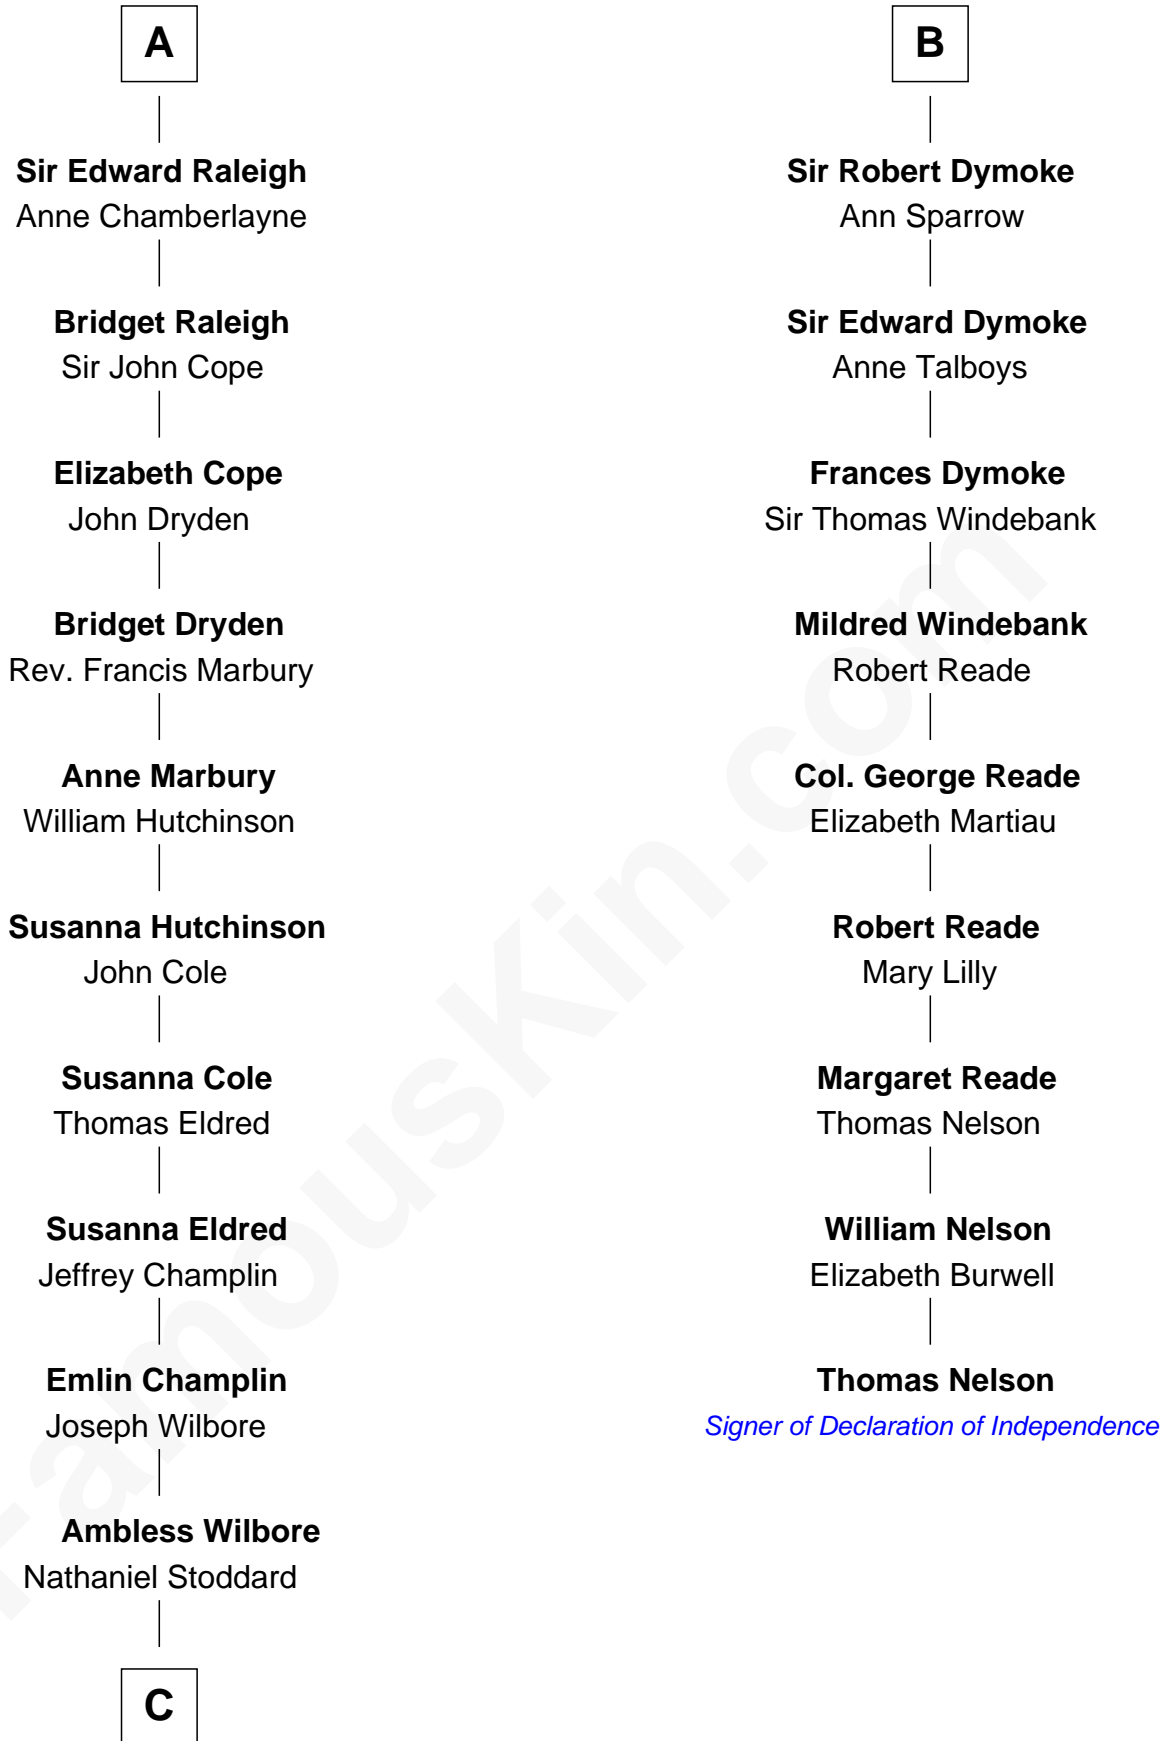 A
Sir Edward Raleigh
Anne Chamberlayne
Bridget Raleigh
Sir John Cope
Elizabeth Cope
John Dryden
Bridget Dryden
Rev. Francis Marbury
Anne Marbury
William Hutchinson
Susanna Hutchinson
John Cole
Susanna Cole
Thomas Eldred
Susanna Eldred
Jeffrey Champlin
Emlin Champlin
Joseph Wilbore
Ambless Wilbore
Nathaniel Stoddard
C
B
Sir Robert Dymoke
Ann Sparrow
Sir Edward Dymoke
Anne Talboys
Frances Dymoke
Sir Thomas Windebank
Mildred Windebank
Robert Reade
Col. George Reade
Elizabeth Martiau
Robert Reade
Mary Lilly
Margaret Reade
Thomas Nelson
William Nelson
Elizabeth Burwell
Thomas Nelson
Signer of Declaration of Independence
FamousKin.com